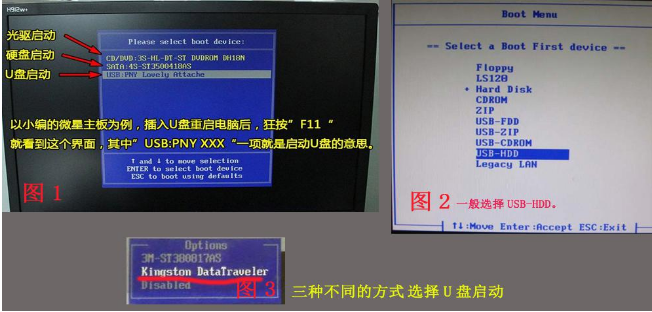 H912w+
光驱启动
硬盘启动
U盘启动
Please select boot device:
CD/DVD:3S-HL-DT-ST DVDROM DH18N
SATA:4S-ST3500418AS
USB:PNY Lovely Attache
以小编的微星主板为例，插入U盘重启电脑后，狂按"F11 "
就看到这个界面，其中"USB:PNY XXX "一项就是启动U盘的意思。
↑ and ↓ to move selection
ENTER to select boot device
ESC to boot using defaults
图 1
Boot Menu
== Select a Boot First device ==
Floppy
LS120
• Hard Disk
CDROM
ZIP
USB-FDD
USB-ZIP
USB-CDROM
USB-HDD
Legacy LAN
图 2 一般选择 USB-HDD。
↑↓:Move Enter:Accept ESC:Exit
Options
3M-ST380817AS
Kingston DataTraveler
Disabled
图 3
三种不同的方式 选择 U 盘启动